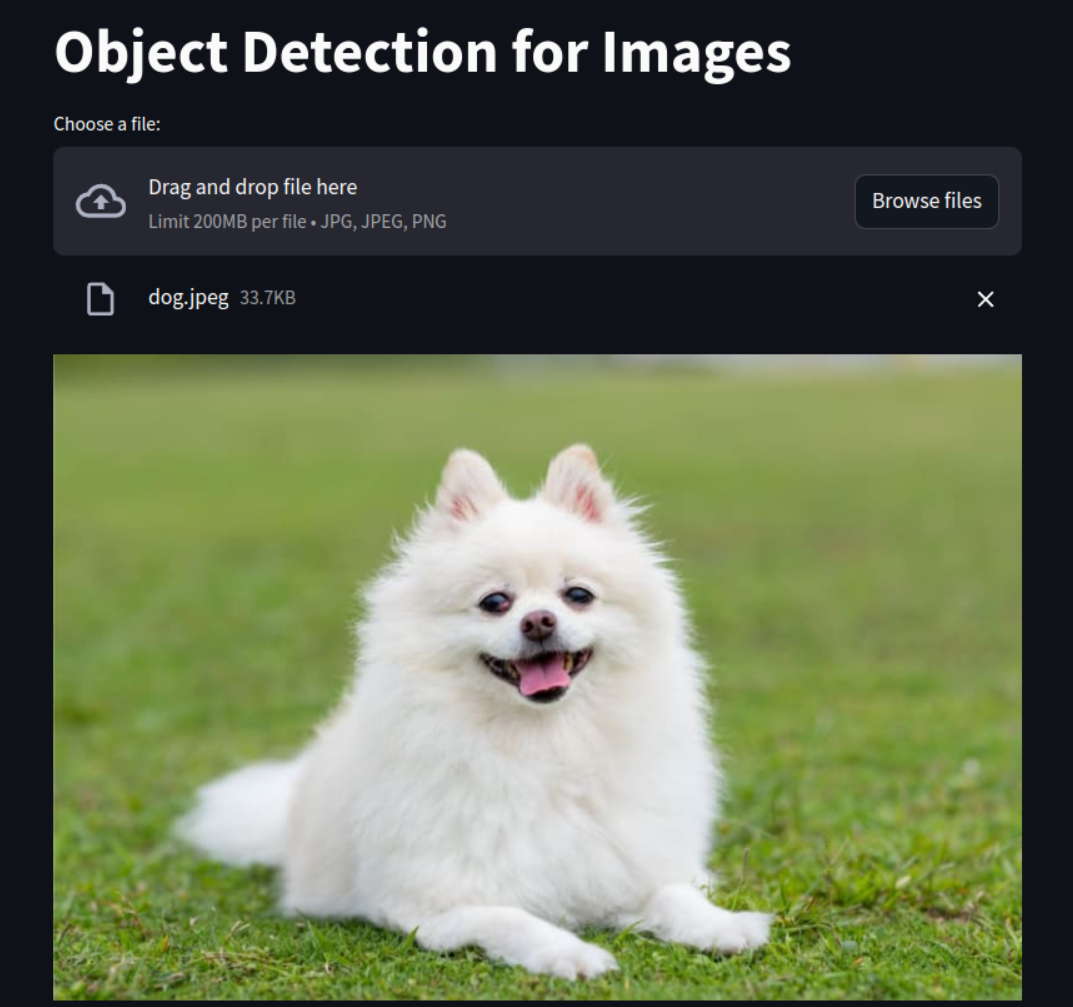 Object Detection for Images
Choose a file:
Drag and drop file here
Limit 200MB per file • JPG, JPEG, PNG
Browse files
dog.jpeg 33.7KB